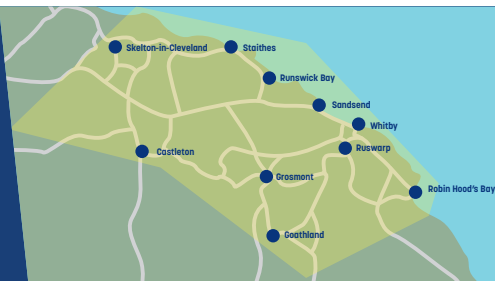 Skelton-in-Cleveland
Staithes
Runswick Bay
Sandsend
Whitby
Ruswarp
Castleton
Grosmont
Robin Hood's Bay
Goathland